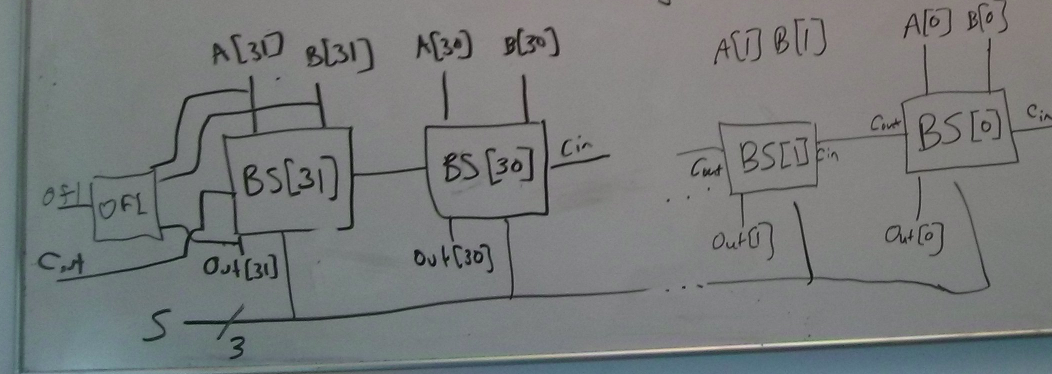 A[31] B[31] A[30] B[30] A[1] B[1] A[0] B[0]
BS[31] BS[30] Cin Cout BS[1] Cin Cout BS[0] Cin
Ofl OFL
Cout Out[31] Out[30] Out[1] Out[0]
...
S 3 ...